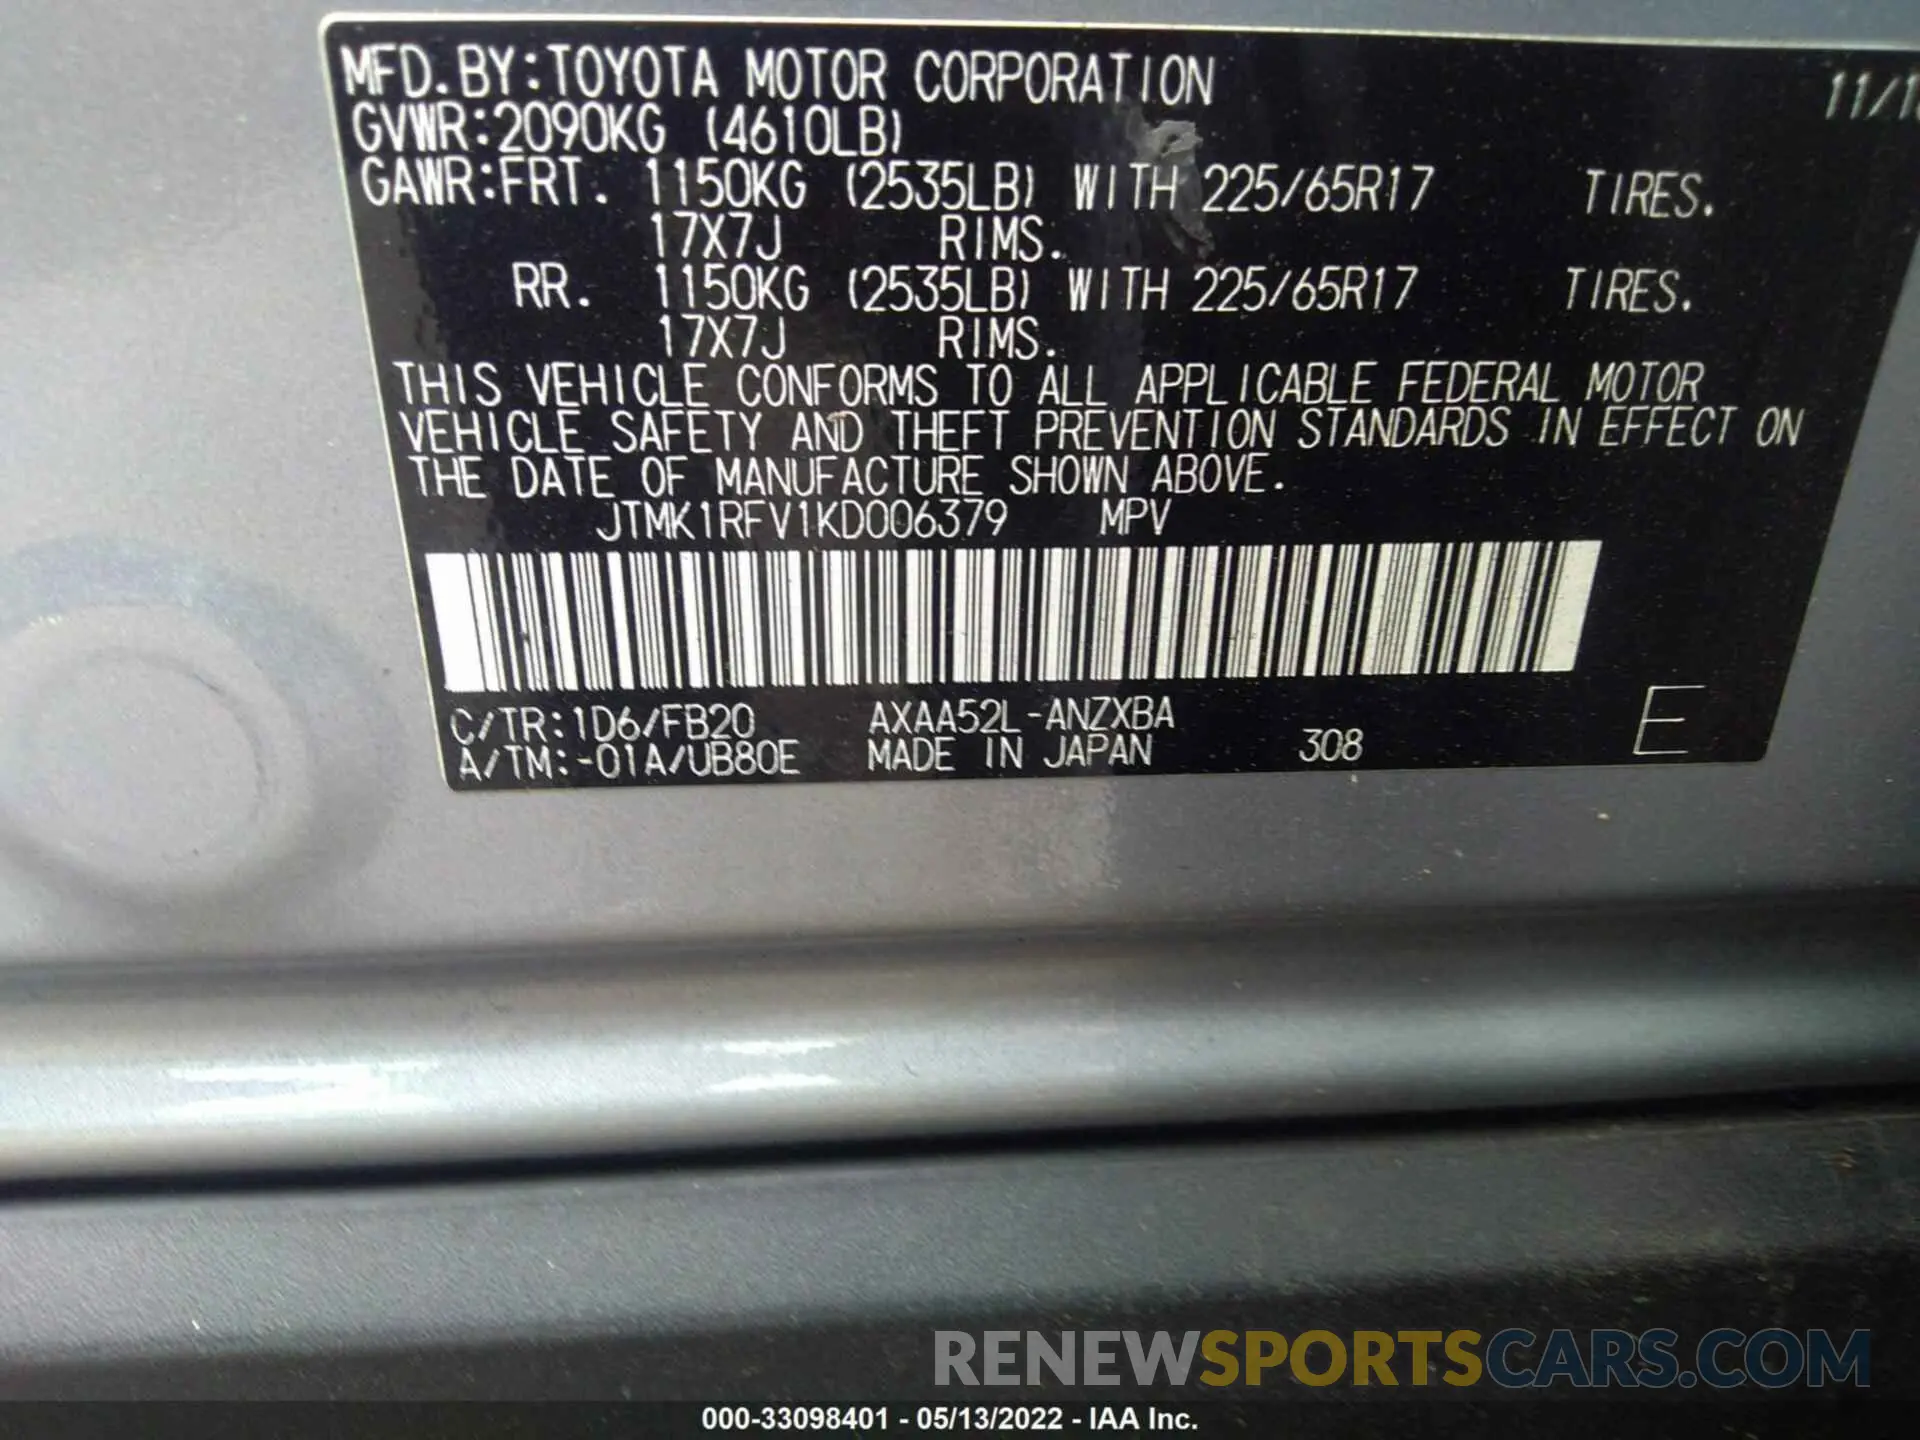 MFD.BY:TOYOTA MOTOR CORPORATION
GVWR:2090KG (4610LB)
GAWR:FRT. 1150KG (2535LB) WITH 225/65R17 TIRES.
17X7J RIMS.
RR. 1150KG (2535LB) WITH 225/65R17 TIRES.
17X7J RIMS.
THIS VEHICLE CONFORMS TO ALL APPLICABLE FEDERAL MOTOR
VEHICLE SAFETY AND THEFT PREVENTION STANDARDS IN EFFECT ON
THE DATE OF MANUFACTURE SHOWN ABOVE.
JTMK1RFV1KD006379 MPV
C/TR:1D6/FB20 AXAA52L-ANZXBA
A/TM:-01A/UB80E MADE IN JAPAN 308 E
RENEWSPORTSCARS.COM
000-33098401 - 05/13/2022 - IAA Inc.